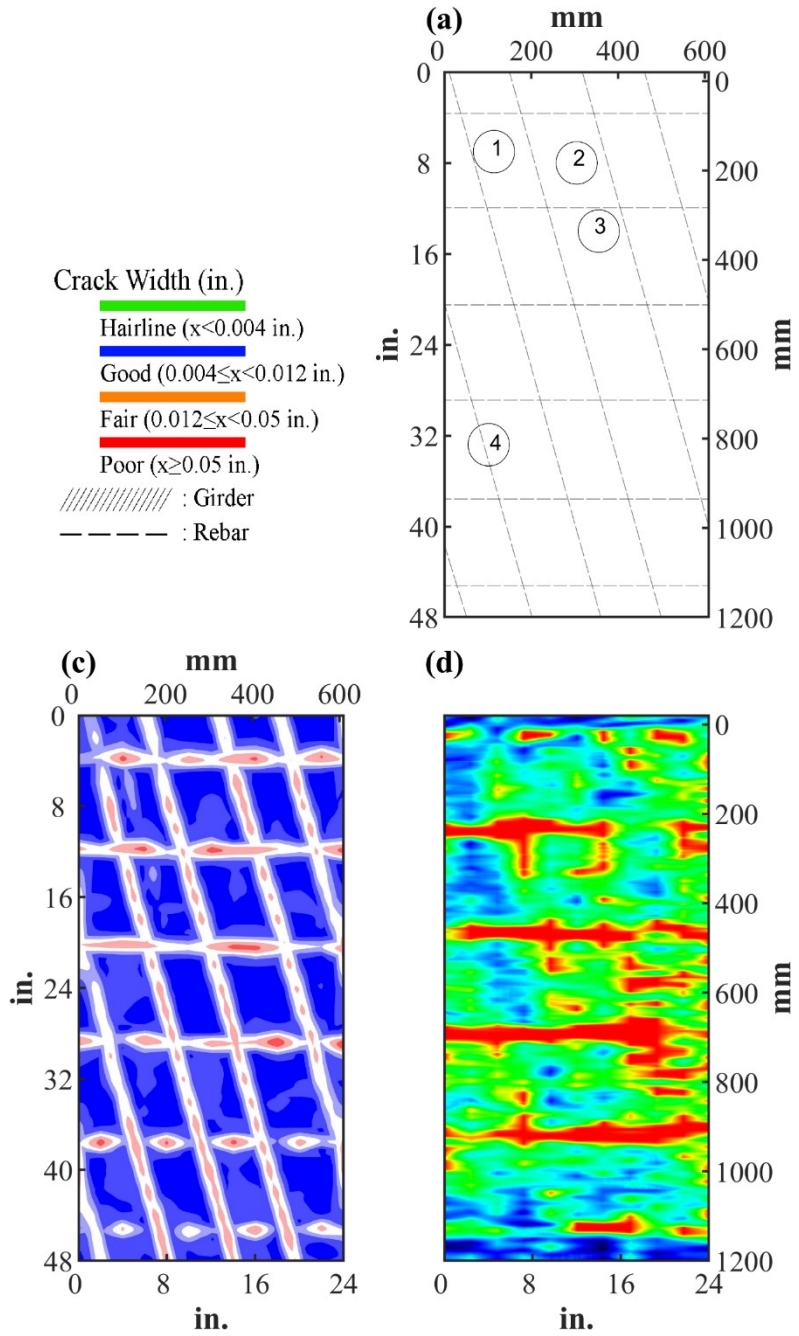 (a)
mm
0 200 400 600
0
8
16
24
32
40
48
in.
0
200
400
600
800
1000
1200
mm
1
2
3
4
Crack Width (in.)
Hairline (x<0.004 in.)
Good (0.004≤x<0.012 in.)
Fair (0.012≤x<0.05 in.)
Poor (x≥0.05 in.)
: Girder
: Rebar
(c)
mm
0 200 400 600
0
8
16
24
32
40
48
in.
0 8 16 24
in.
(d)
0
200
400
600
800
1000
1200
mm
0 8 16 24
in.